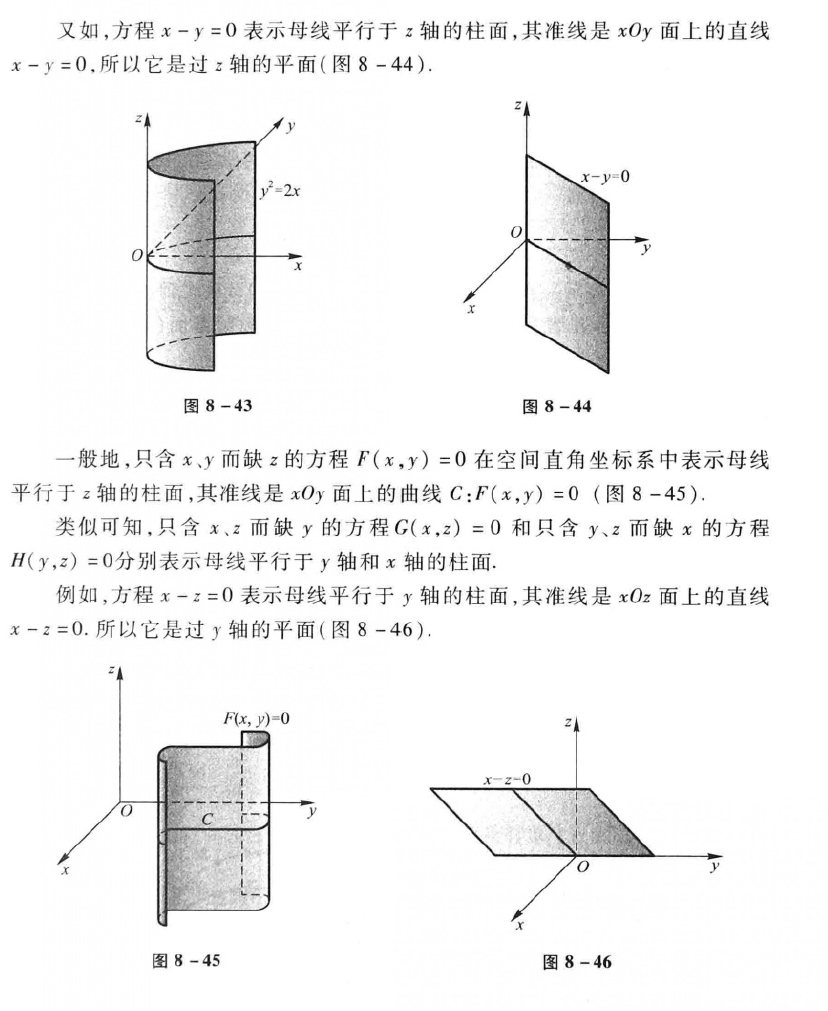 又如,方程 x - y = 0 表示母线平行于 z 轴的柱面,其准线是 xOy 面上的直线
x - y = 0,所以它是过 z 轴的平面(图 8 - 44).
z
y
y²=2x
O
x
图 8 - 43
z
x-y=0
O
y
x
图 8 - 44
一般地,只含 x、y 而缺 z 的方程 F(x,y) = 0 在空间直角坐标系中表示母线
平行于 z 轴的柱面,其准线是 xOy 面上的曲线 C:F(x,y) = 0 (图 8 - 45).
类似可知,只含 x、z 而缺 y 的方程G(x,z) = 0 和只含 y、z 而缺 x 的方程
H(y,z) = 0分别表示母线平行于 y 轴和 x 轴的柱面.
例如,方程 x - z = 0 表示母线平行于 y 轴的柱面,其准线是 xOz 面上的直线
x - z = 0. 所以它是过 y 轴的平面(图 8 - 46).
z
F(x, y)=0
O
C
y
x
图 8 - 45
z
x-z=0
O
y
x
图 8 - 46